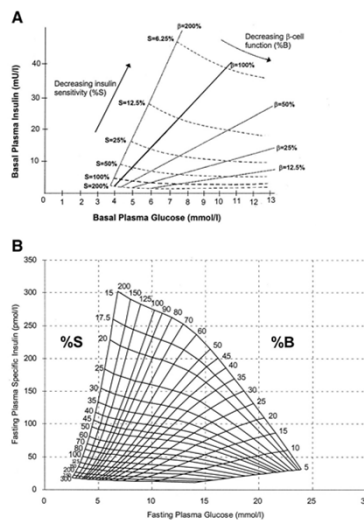 A
Decreasing insulin
sensitivity (%S)
Decreasing β-cell
function (%B)
β=200%
β=100%
β=50%
β=25%
β=12.5%
S=6.25%
S=12.5%
S=25%
S=50%
S=100%
S=200%
Basal Plasma Insulin (mU/l)
40
30
20
10
0 1 2 3 4 5 6 7 8 9 10 11 12 13
Basal Plasma Glucose (mmol/l)
B
Fasting Plasma Specific Insulin (pmol/l)
350
300
250
200
150
100
50
0
%S
%B
15
17.5
20
25
30
35
40
45
50
60
70
80
300
200 150 125 100 90 80 70 60 50 45 40 35 30 25 20 15 10 5
0 5 10 15 20 25
Fasting Plasma Glucose (mmol/l)